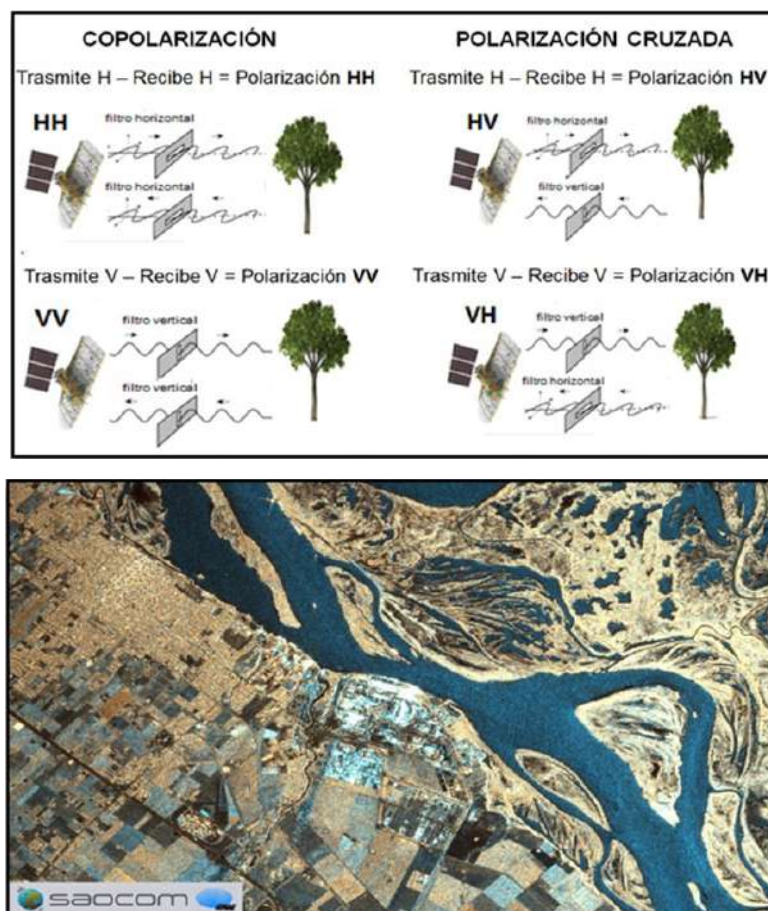 COPOLARIZACIÓN
Trasmite H – Recibe H = Polarización HH
HH
filtro horizontal
filtro horizontal
Trasmite V – Recibe V = Polarización VV
VV
filtro vertical
filtro vertical
POLARIZACIÓN CRUZADA
Trasmite H – Recibe H = Polarización HV
HV
filtro horizontal
filtro vertical
Trasmite V – Recibe V = Polarización VH
VH
filtro vertical
filtro horizontal
saocom